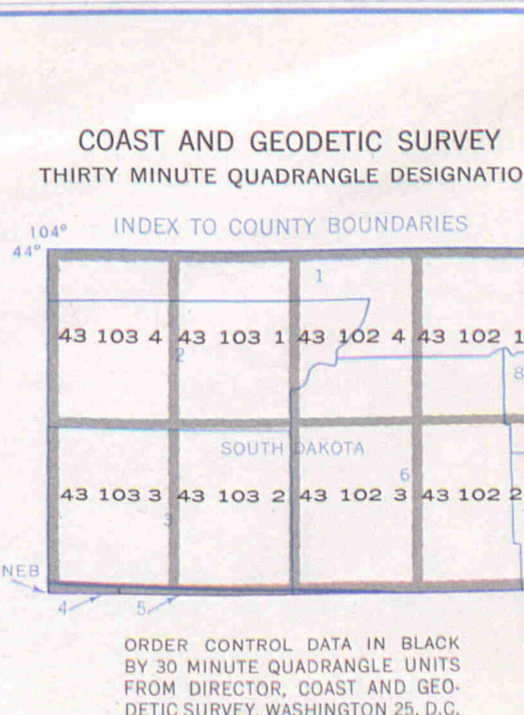 COAST AND GEODETIC SURVEY
THIRTY MINUTE QUADRANGLE DESIGNATIO
INDEX TO COUNTY BOUNDARIES
104°
44°
1
43 103 4 43 103 1 43 102 4 43 102 1
2
8
SOUTH DAKOTA
6
43 103 3 43 103 2 43 102 3 43 102 2
3
NEB
4 5
ORDER CONTROL DATA IN BLACK
BY 30 MINUTE QUADRANGLE UNITS
FROM DIRECTOR, COAST AND GEO-
DETIC SURVEY, WASHINGTON 25, D.C.